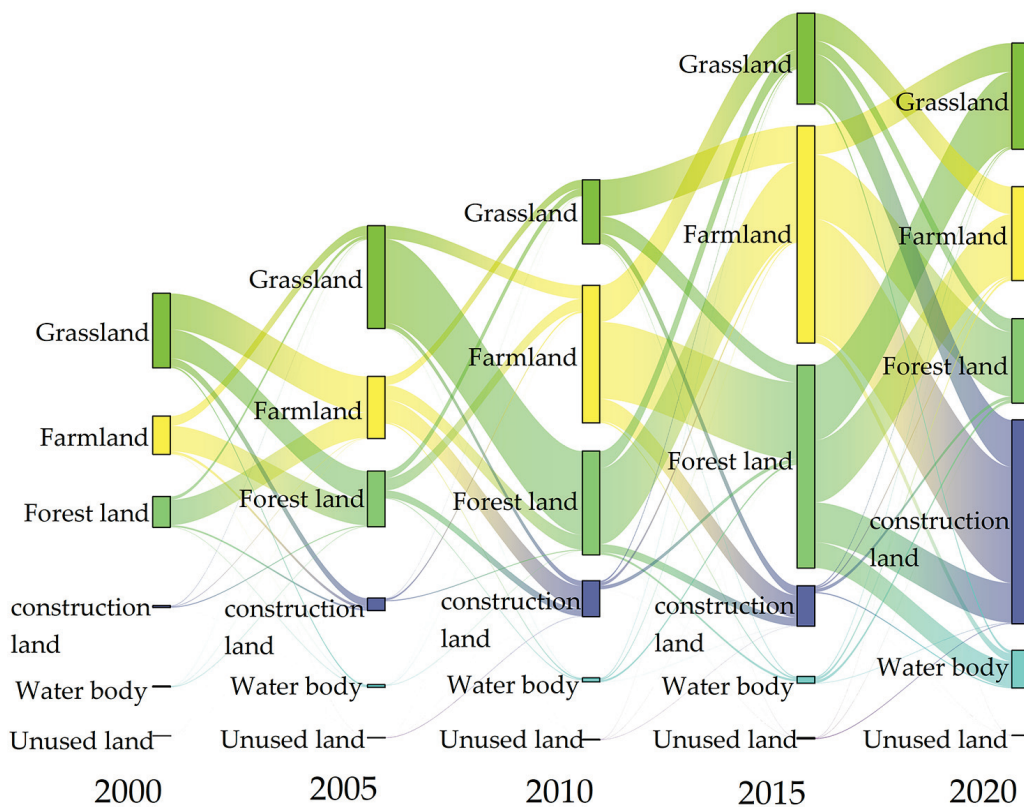 Grassland
Farmland
Forest land
construction
land
Water body
Unused land
2000
Grassland
Farmland
Forest land
construction
land
Water body
Unused land
2005
Grassland
Farmland
Forest land
construction
land
Water body
Unused land
2010
Grassland
Farmland
Forest land
construction
land
Water body
Unused land
2015
Grassland
Farmland
Forest land
construction
land
Water body
Unused land
2020